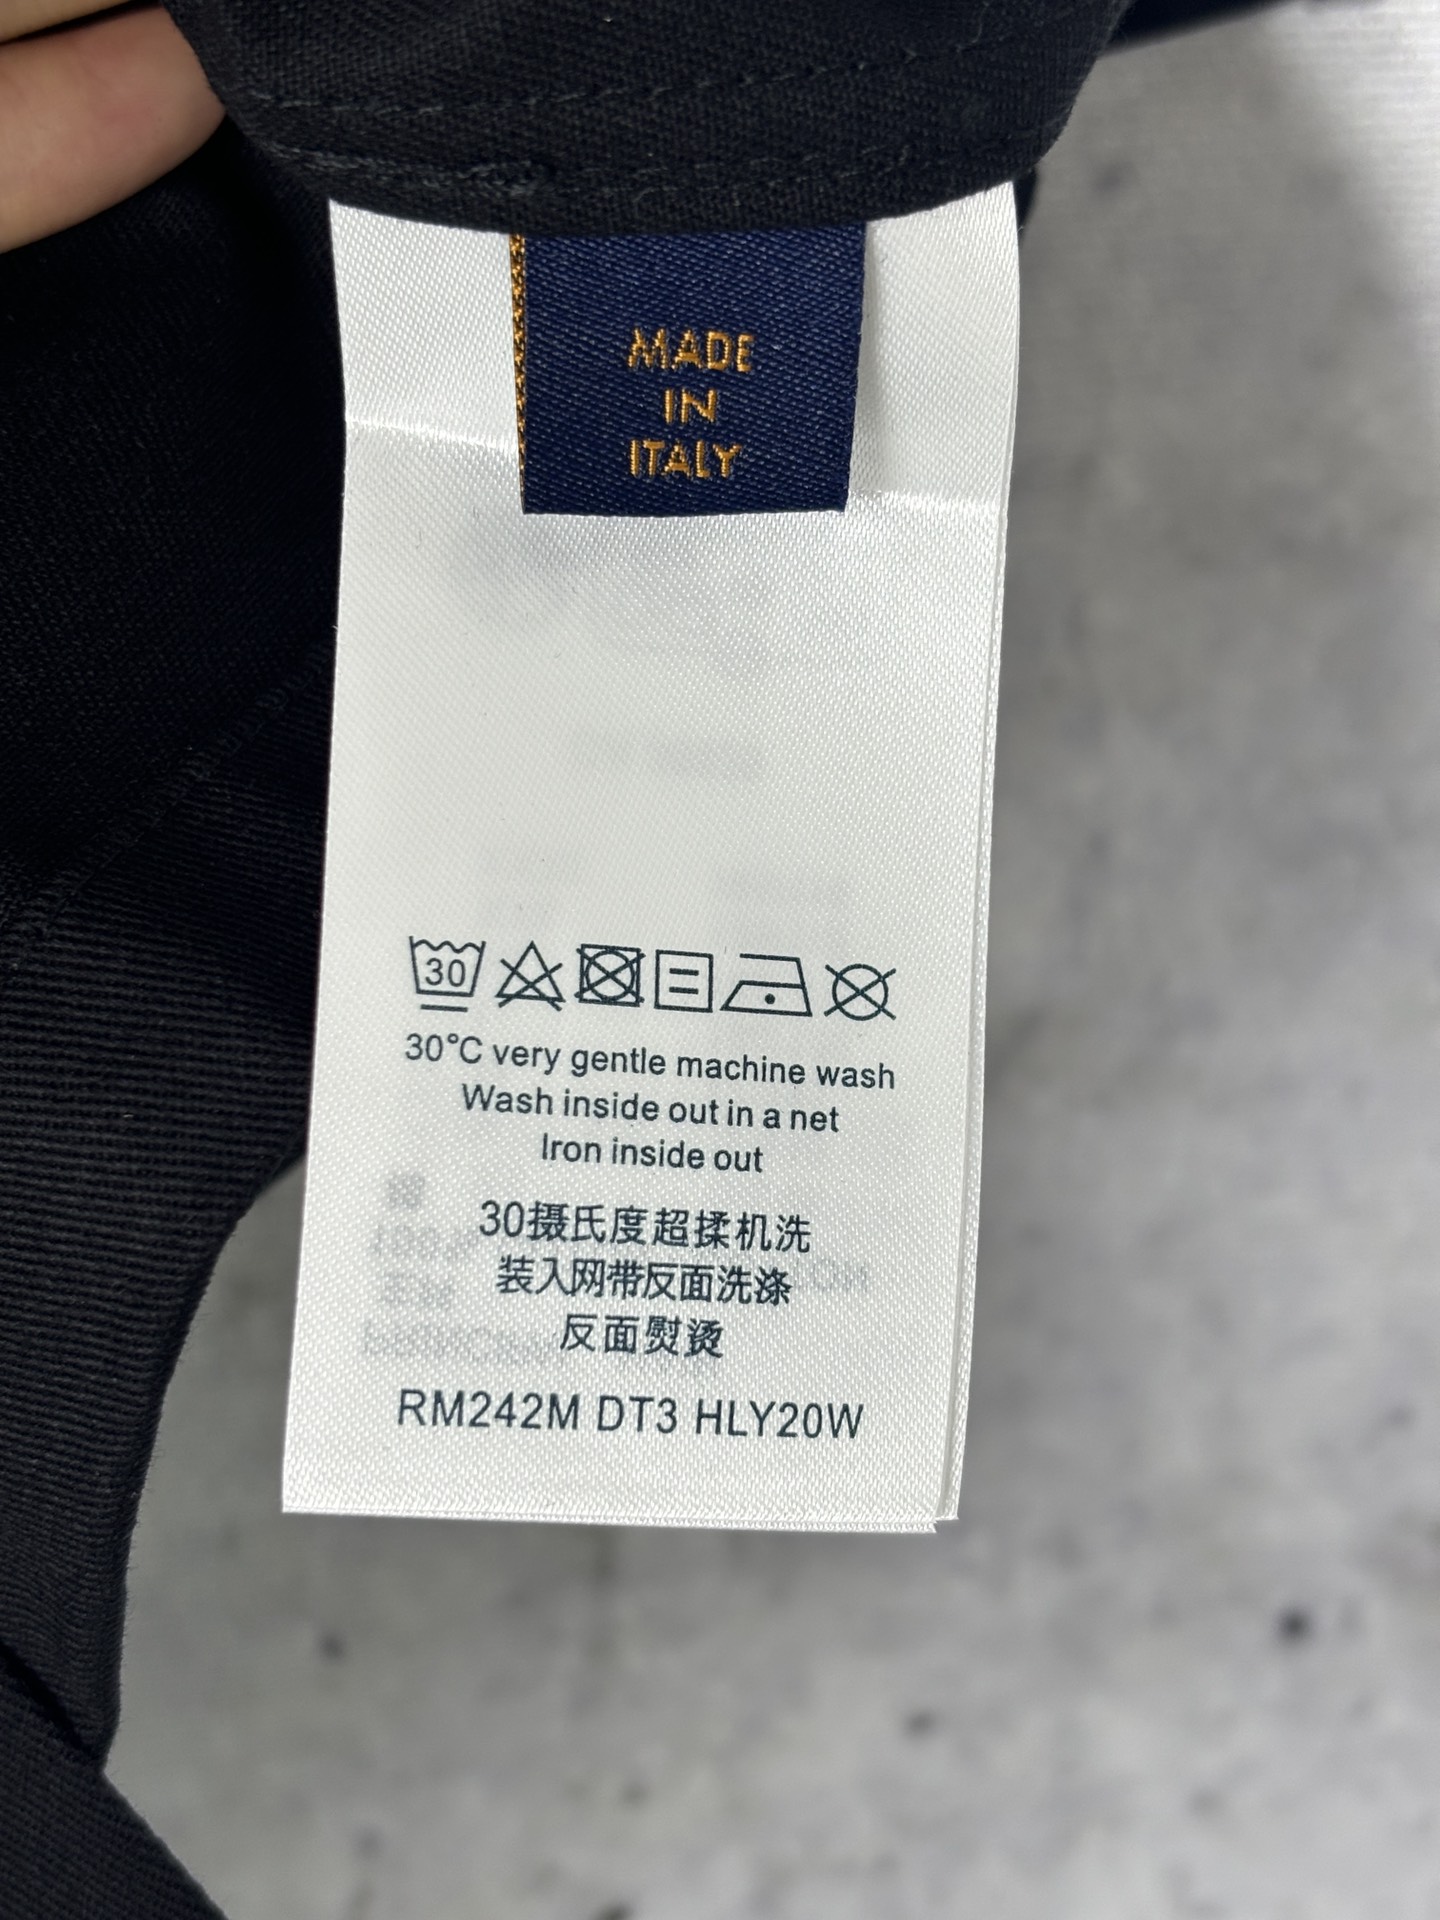 MADE
IN
ITALY
30
30°C very gentle machine wash
Wash inside out in a net
Iron inside out
30摄氏度超揉机洗
装入网带反面洗涤
反面熨烫
RM242M DT3 HLY20W